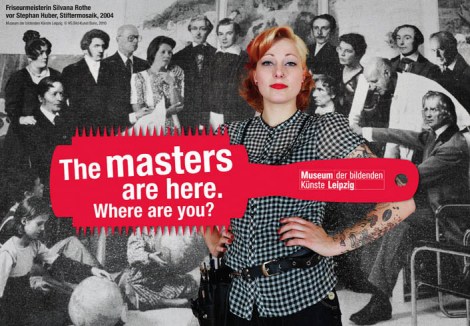 Friseurmeisterin Silvana Rothe
vor Stephan Huber, Stiftermosaik, 2004
The masters
are here.
Where are you?
Museum der bildenden
Künste Leipzig